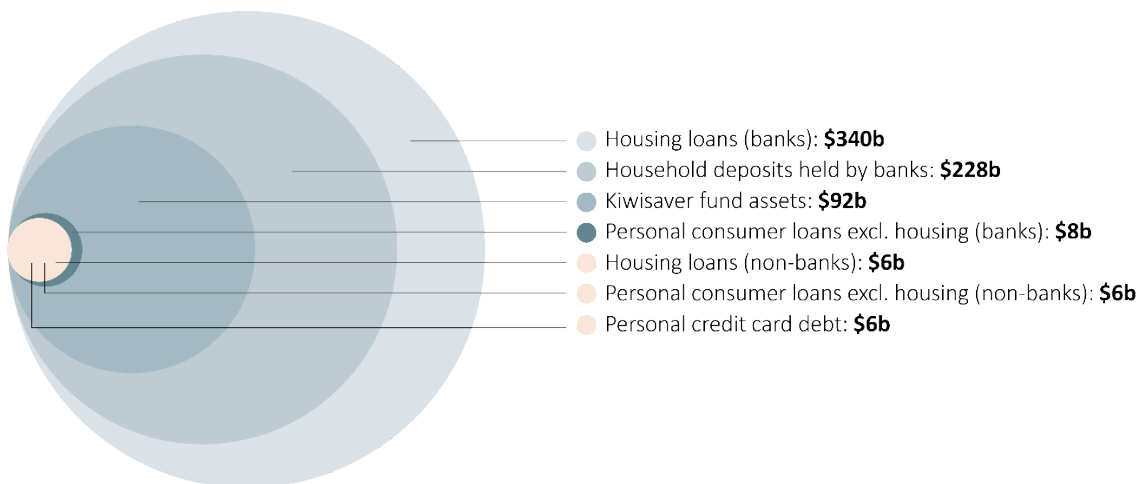 Housing loans (banks): $340b
Household deposits held by banks: $228b
Kiwisaver fund assets: $92b
Personal consumer loans excl. housing (banks): $8b
Housing loans (non-banks): $6b
Personal consumer loans excl. housing (non-banks): $6b
Personal credit card debt: $6b